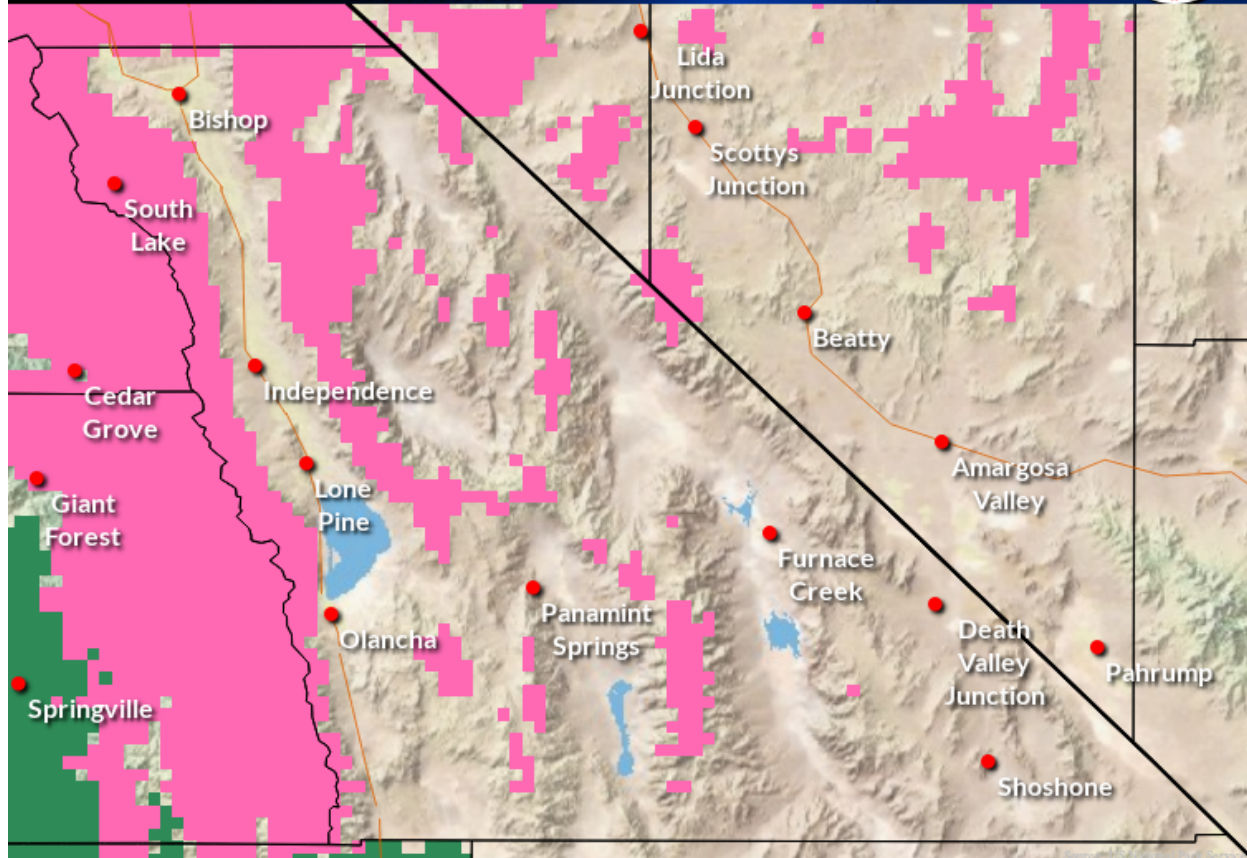 Lida
Junction
Bishop
Scottys
Junction
South
Lake
Beatty
Independence
Cedar
Grove
Amargosa
Valley
Lone
Pine
Giant
Forest
Furnace
Creek
Panamint
Springs
Olancha
Death
Valley
Junction
Pahrump
Springville
Shoshone